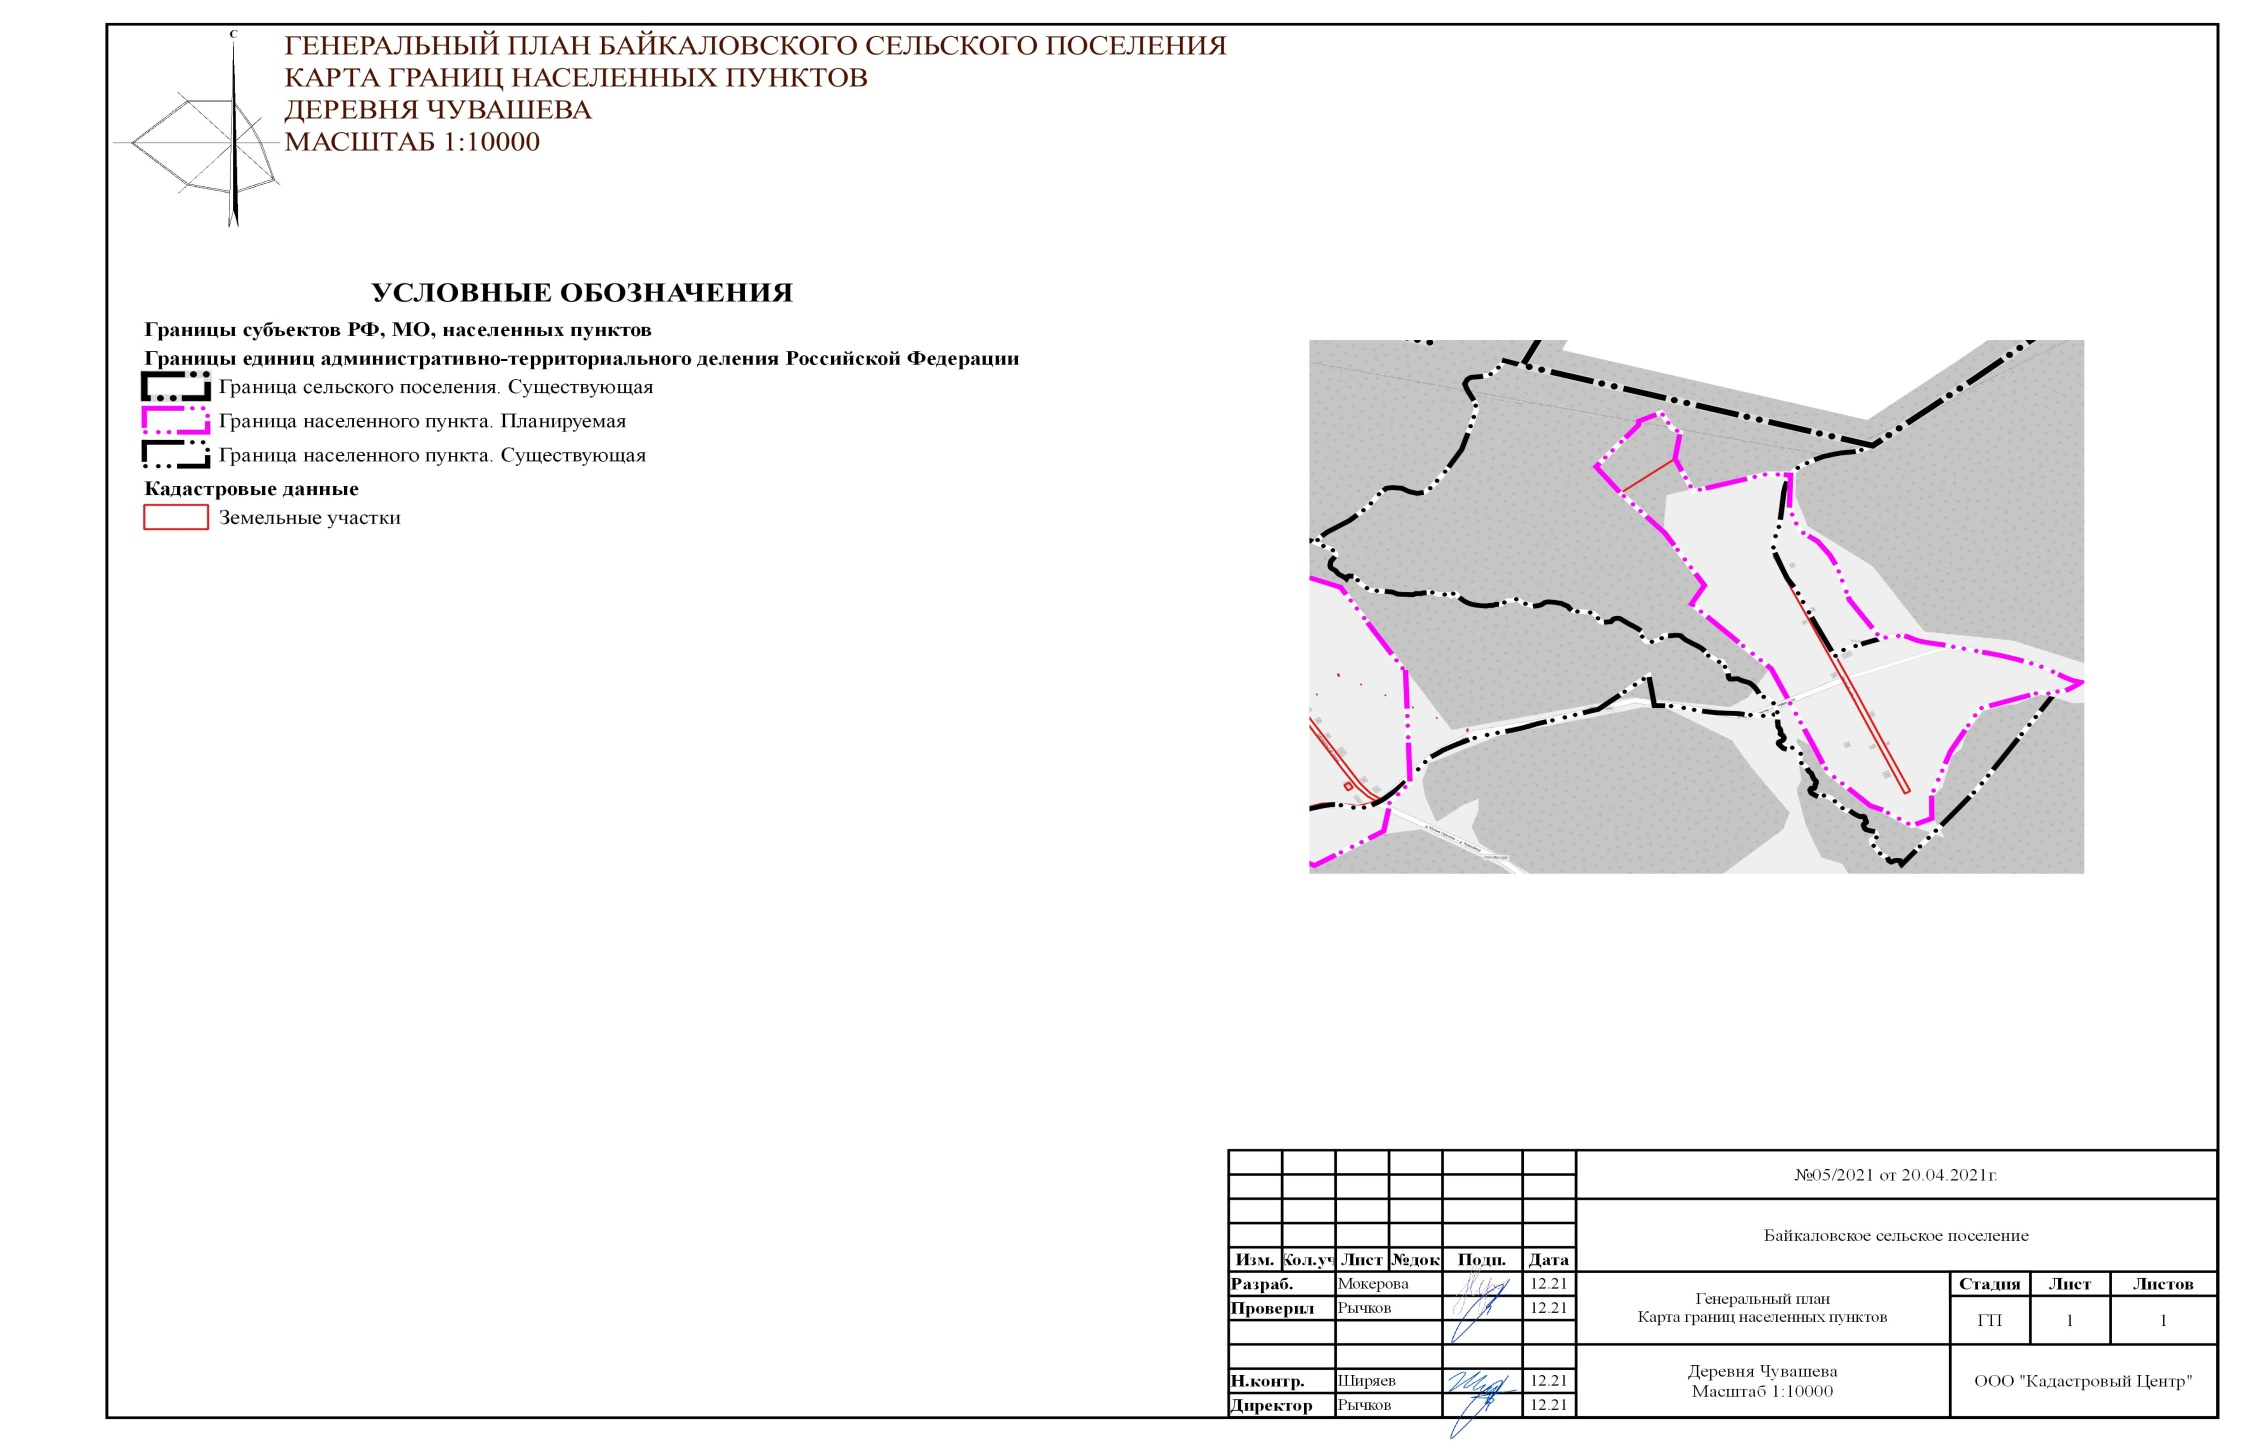 С
ГЕНЕРАЛЬНЫЙ ПЛАН БАЙКАЛОВСКОГО СЕЛЬСКОГО ПОСЕЛЕНИЯ
КАРТА ГРАНИЦ НАСЕЛЕННЫХ ПУНКТОВ
ДЕРЕВНЯ ЧУВАШЕВА
МАСШТАБ 1:10000
УСЛОВНЫЕ ОБОЗНАЧЕНИЯ
Границы субъектов РФ, МО, населенных пунктов
Границы единиц административно-территориального деления Российской Федерации
Граница сельского поселения. Существующая
Граница населенного пункта. Планируемая
Граница населенного пункта. Существующая
Кадастровые данные
Земельные участки
№05/2021 от 20.04.2021г.
Байкаловское сельское поселение
Изм. Кол.уч Лист №док Подп. Дата
Разраб. Мокерова 12.21
Проверил Рычков 12.21
Генеральный план
Карта границ населенных пунктов
Стадия Лист Листов
ГП 1 1
Н.контр. Ширяев 12.21
Директор Рычков 12.21
Деревня Чувашева
Масштаб 1:10000
ООО "Кадастровый Центр"